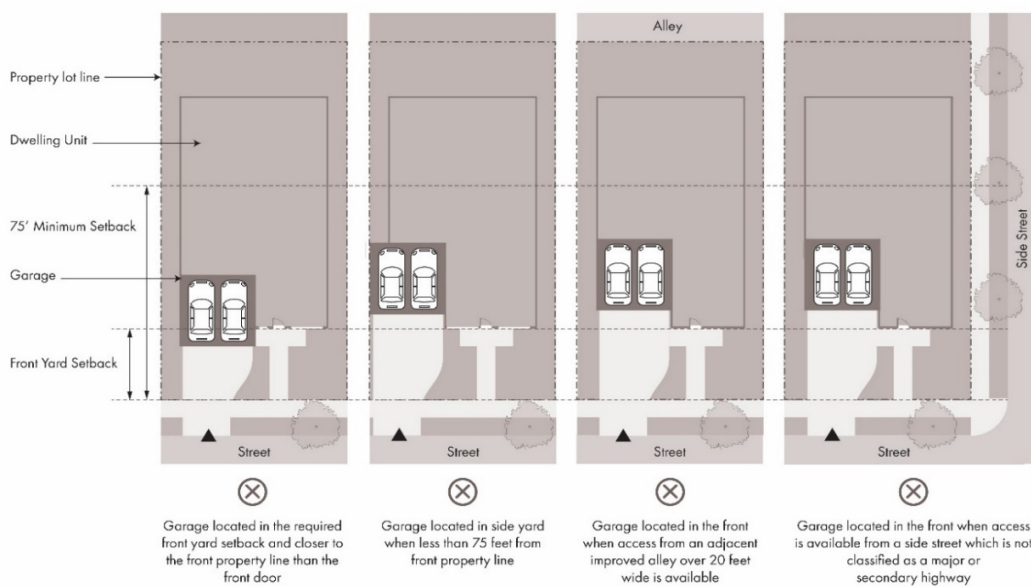 Alley
Property lot line
Dwelling Unit
75' Minimum Setback
Garage
Front Yard Setback
Side Street
Street
Street
Street
Street
Garage located in the required
front yard setback and closer to
the front property line than the
front door
Garage located in side yard
when less than 75 feet from
front property line
Garage located in the front
when access from an adjacent
improved alley over 20 feet
wide is available
Garage located in the front when access
is available from a side street which is not
classified as a major or
secondary highway